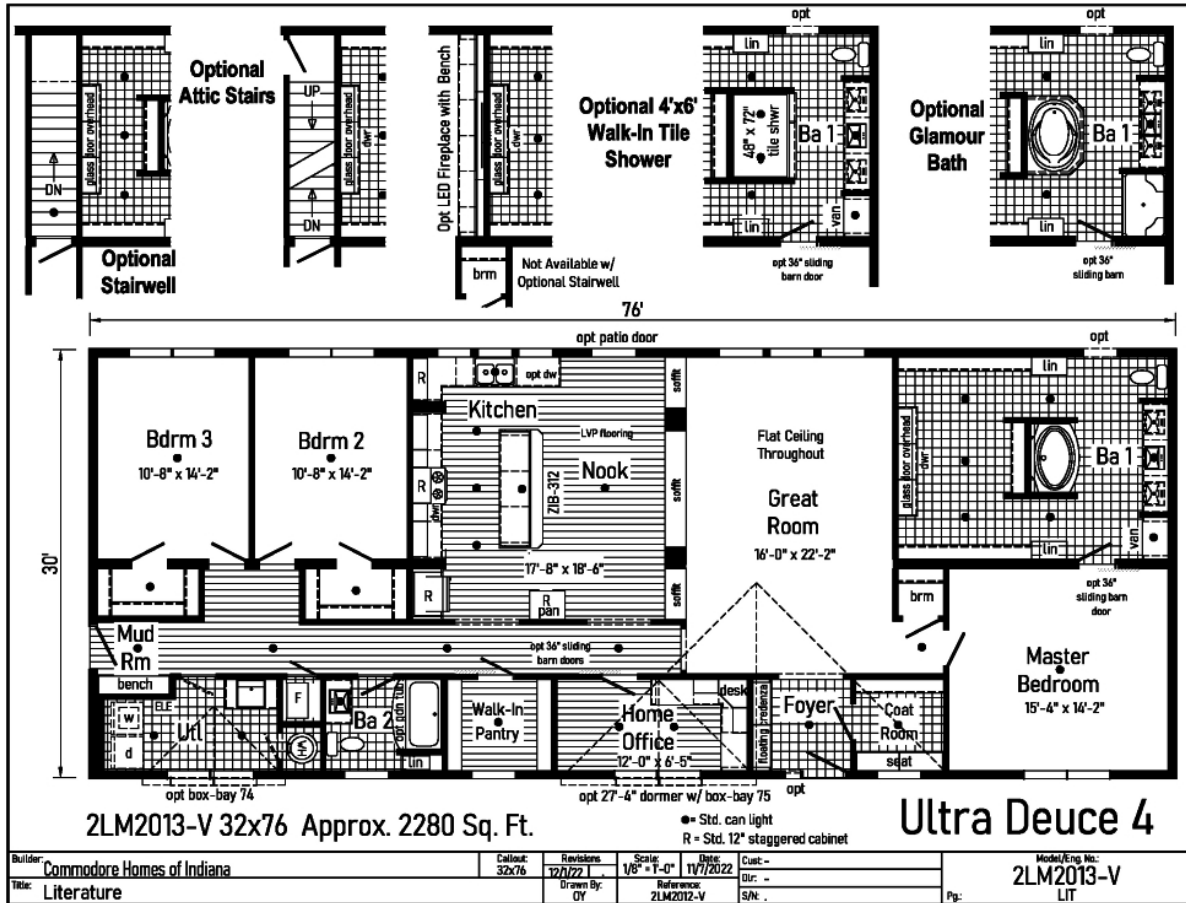 opt
opt
lin
lin
Optional
Attic Stairs
UP
DN
DN
glass door overhead
glass door overhead
dwr
Opt LED Fireplace with Bench
glass door overhead
dwr
Optional 4'x6'
Walk-In Tile
Shower
48" x 72"
tile shwr
Ba 1
Optional
Glamour
Bath
Ba 1
lin
van
lin
Optional
Stairwell
brm
Not Available w/
Optional Stairwell
opt 36" sliding
barn door
opt 36"
sliding barn
76'
opt patio door
opt
30'
R
opt dw
soffit
lin
Kitchen
Bdrm 3
10'-8" x 14'-2"
Bdrm 2
10'-8" x 14'-2"
LVP flooring
Nook
Flat Ceiling
Throughout
R
dwr
ZIB-312
soffit
Great
Room
16'-0" x 22'-2"
glass door overhead
dwr
Ba 1
van
lin
17'-8" x 18'-6"
R
R
pan
soffit
brm
opt 36"
sliding barn
door
Mud
Rm
bench
opt 36" sliding
barn doors
Master
Bedroom
15'-4" x 14'-2"
ELE
W
d
Utl
F
WH
Ba 2
opt gdn tub
lin
Walk-In
Pantry
desk
Home
Office
12'-0" x 6'-5"
floating credenza
Foyer
Coat
Room
seat
opt box-bay 74
opt 27'-4" dormer w/ box-bay 75
opt
2LM2013-V 32x76 Approx. 2280 Sq. Ft.
= Std. can light
R = Std. 12" staggered cabinet
Ultra Deuce 4
Builder: Commodore Homes of Indiana
Callout: 32x76
Revisions 12/1/22
Scale: 1/8" = 1'-0"
Date: 11/7/2022
Cust: -
Dlr: -
S/N: .
Model/Eng. No.:
2LM2013-V
Title: Literature
Drawn By: OY
Reference: 2LM2012-V
Pg.: LIT